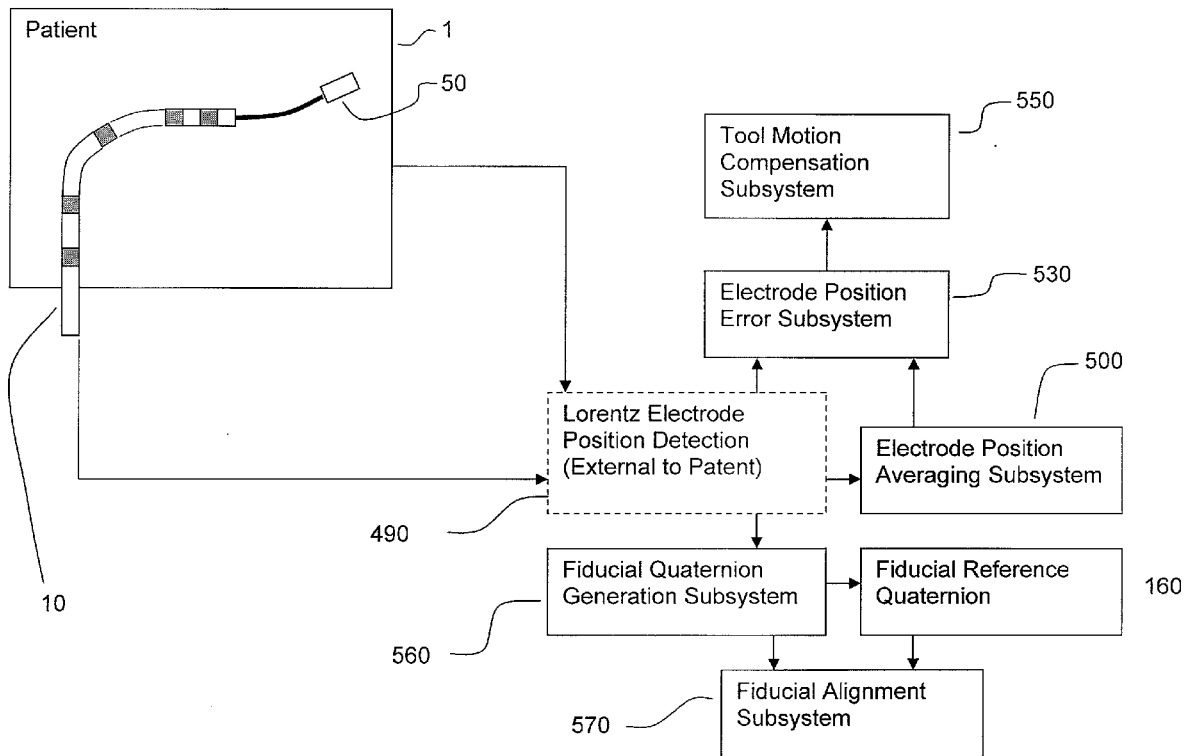 Patient
1
50
550
Tool Motion
Compensation
Subsystem
530
Electrode Position
Error Subsystem
500
Lorentz Electrode
Position Detection
(External to Patent)
Electrode Position
Averaging Subsystem
490
10
Fiducial Quaternion
Generation Subsystem
Fiducial Reference
Quaternion
160
560
Fiducial Alignment
Subsystem
570